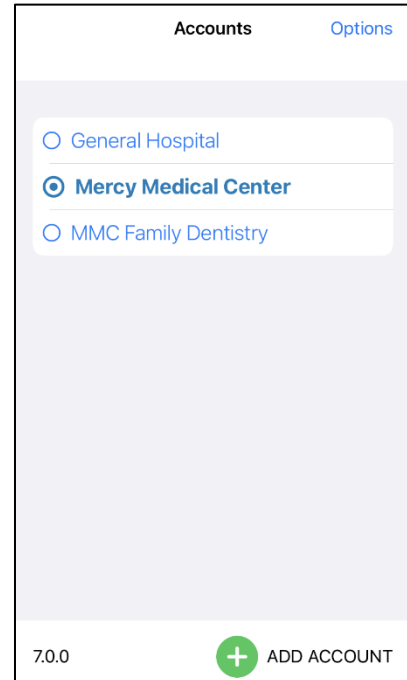 Accounts Options
General Hospital
Mercy Medical Center
MMC Family Dentistry
7.0.0 ADD ACCOUNT